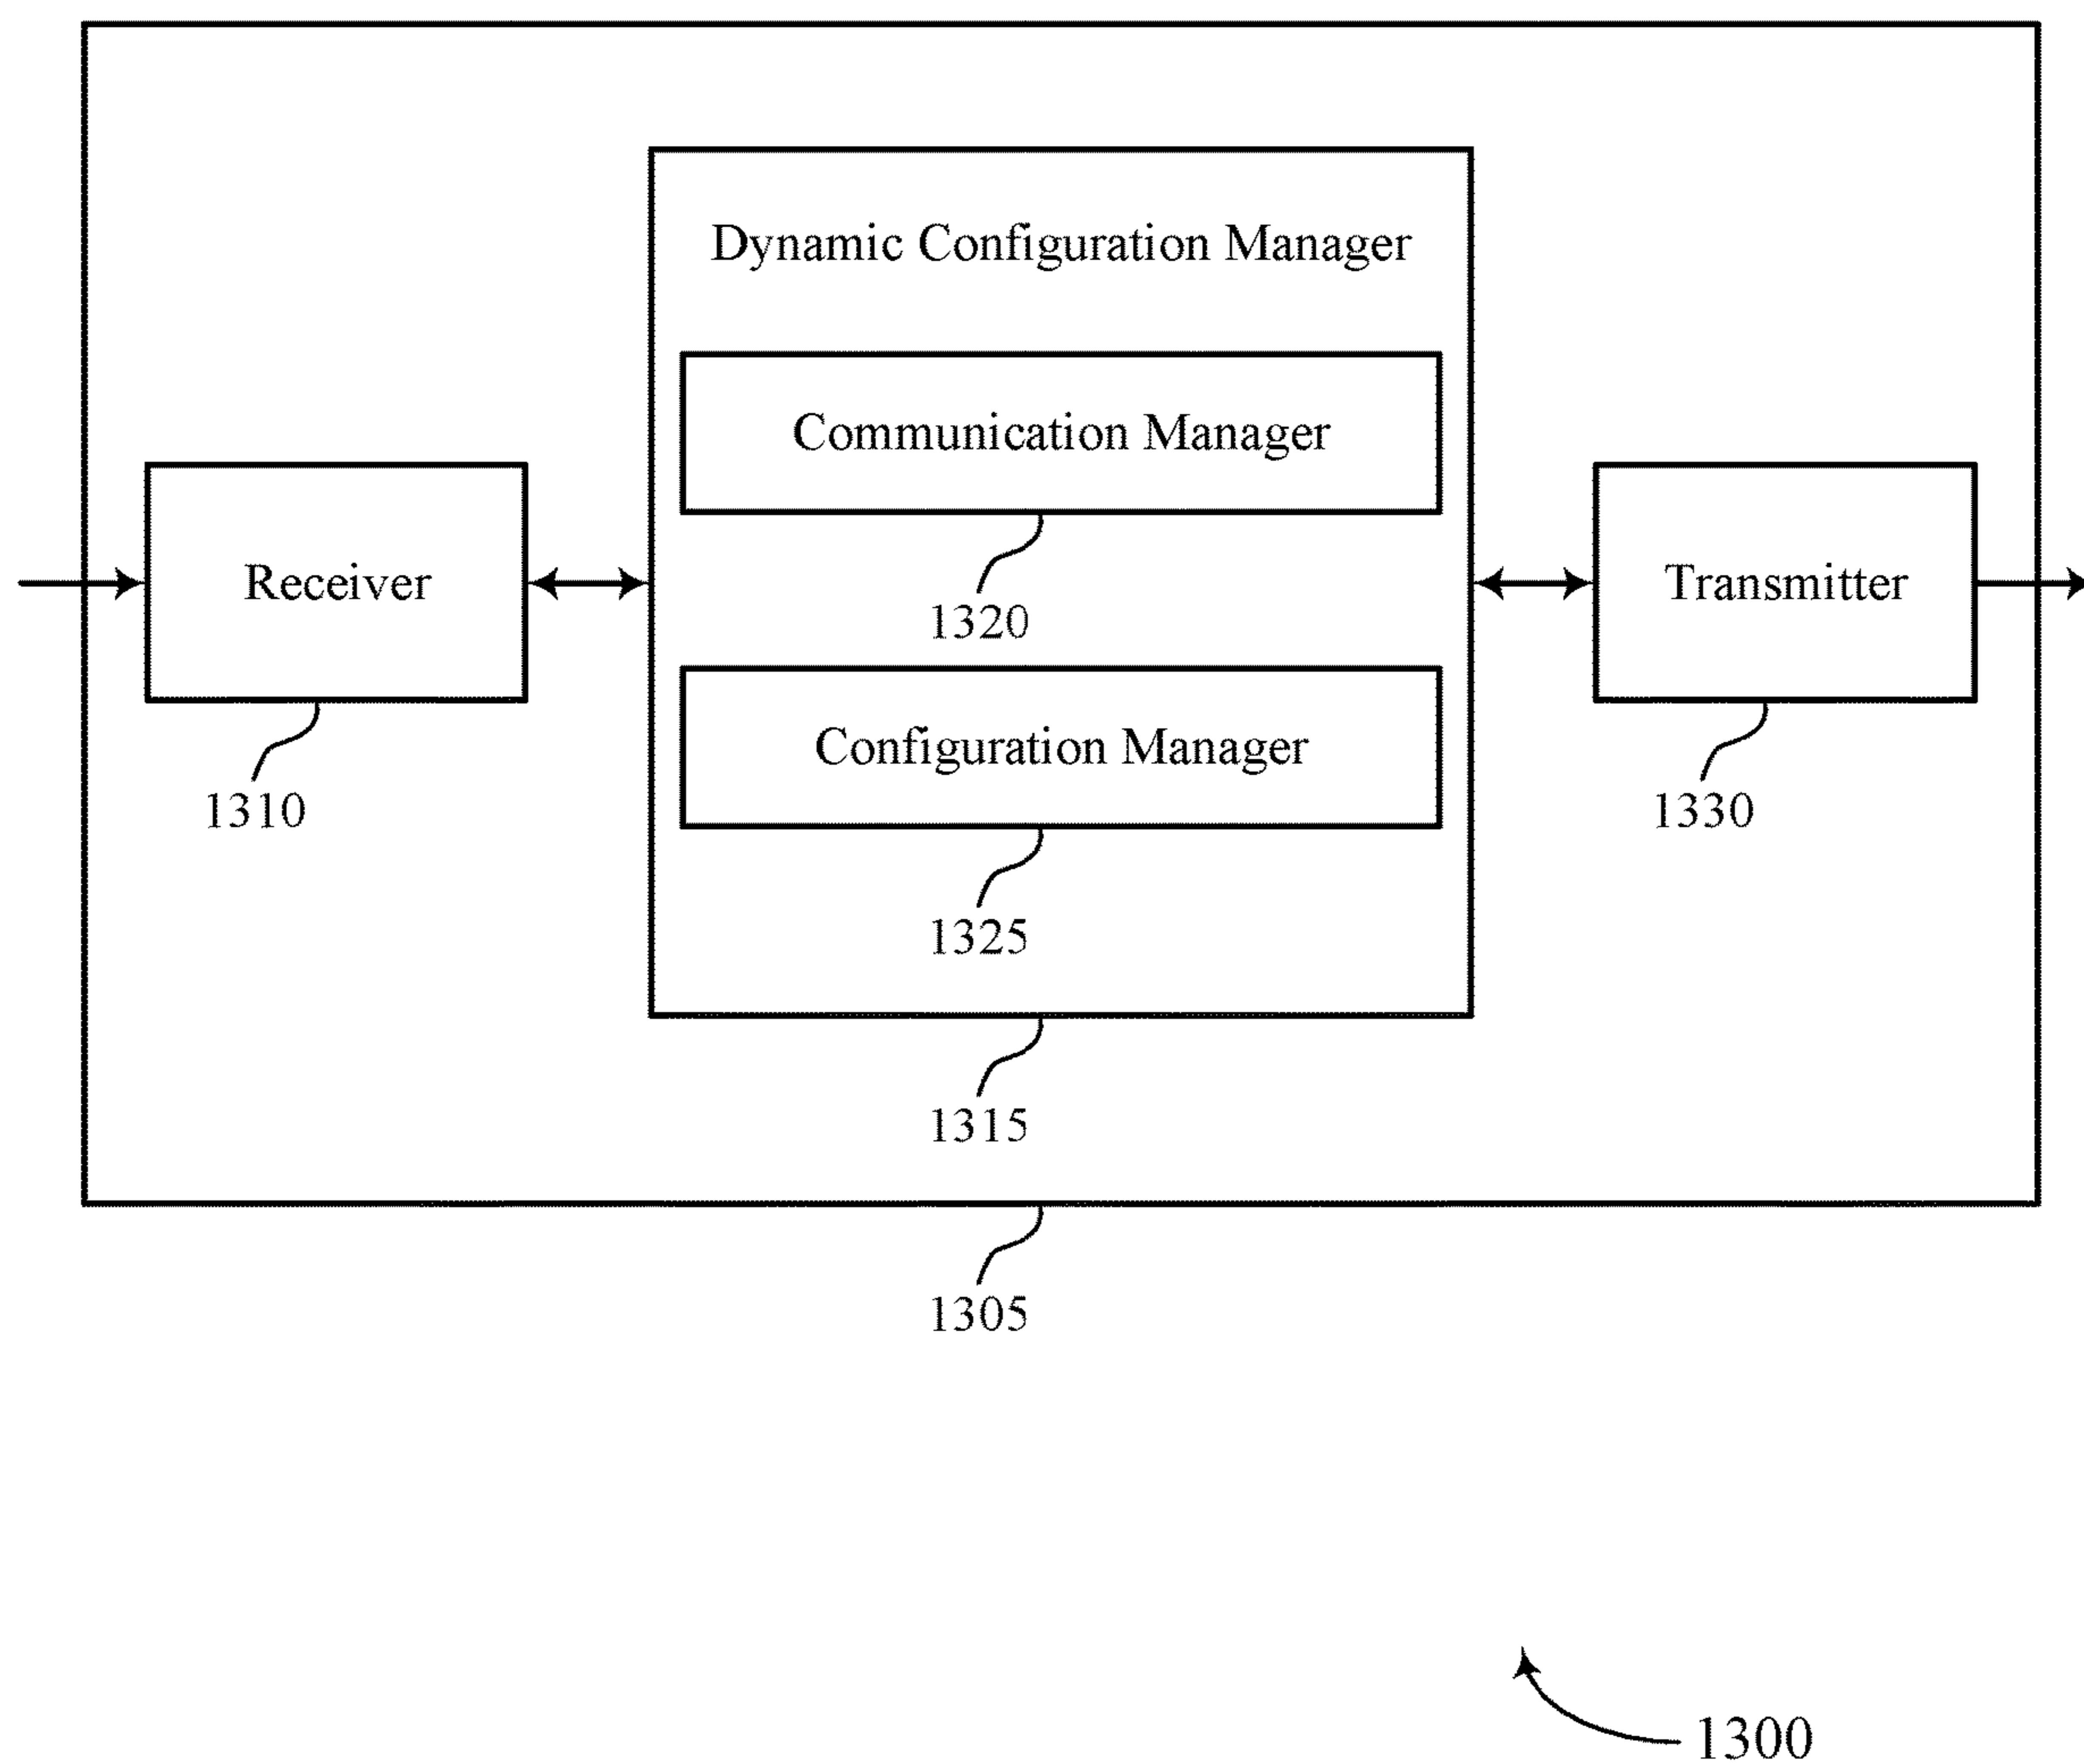 Dynamic Configuration Manager
Communication Manager
Receiver
Transmitter
1320
Configuration Manager
1310
1330
1325
1315
1305
1300